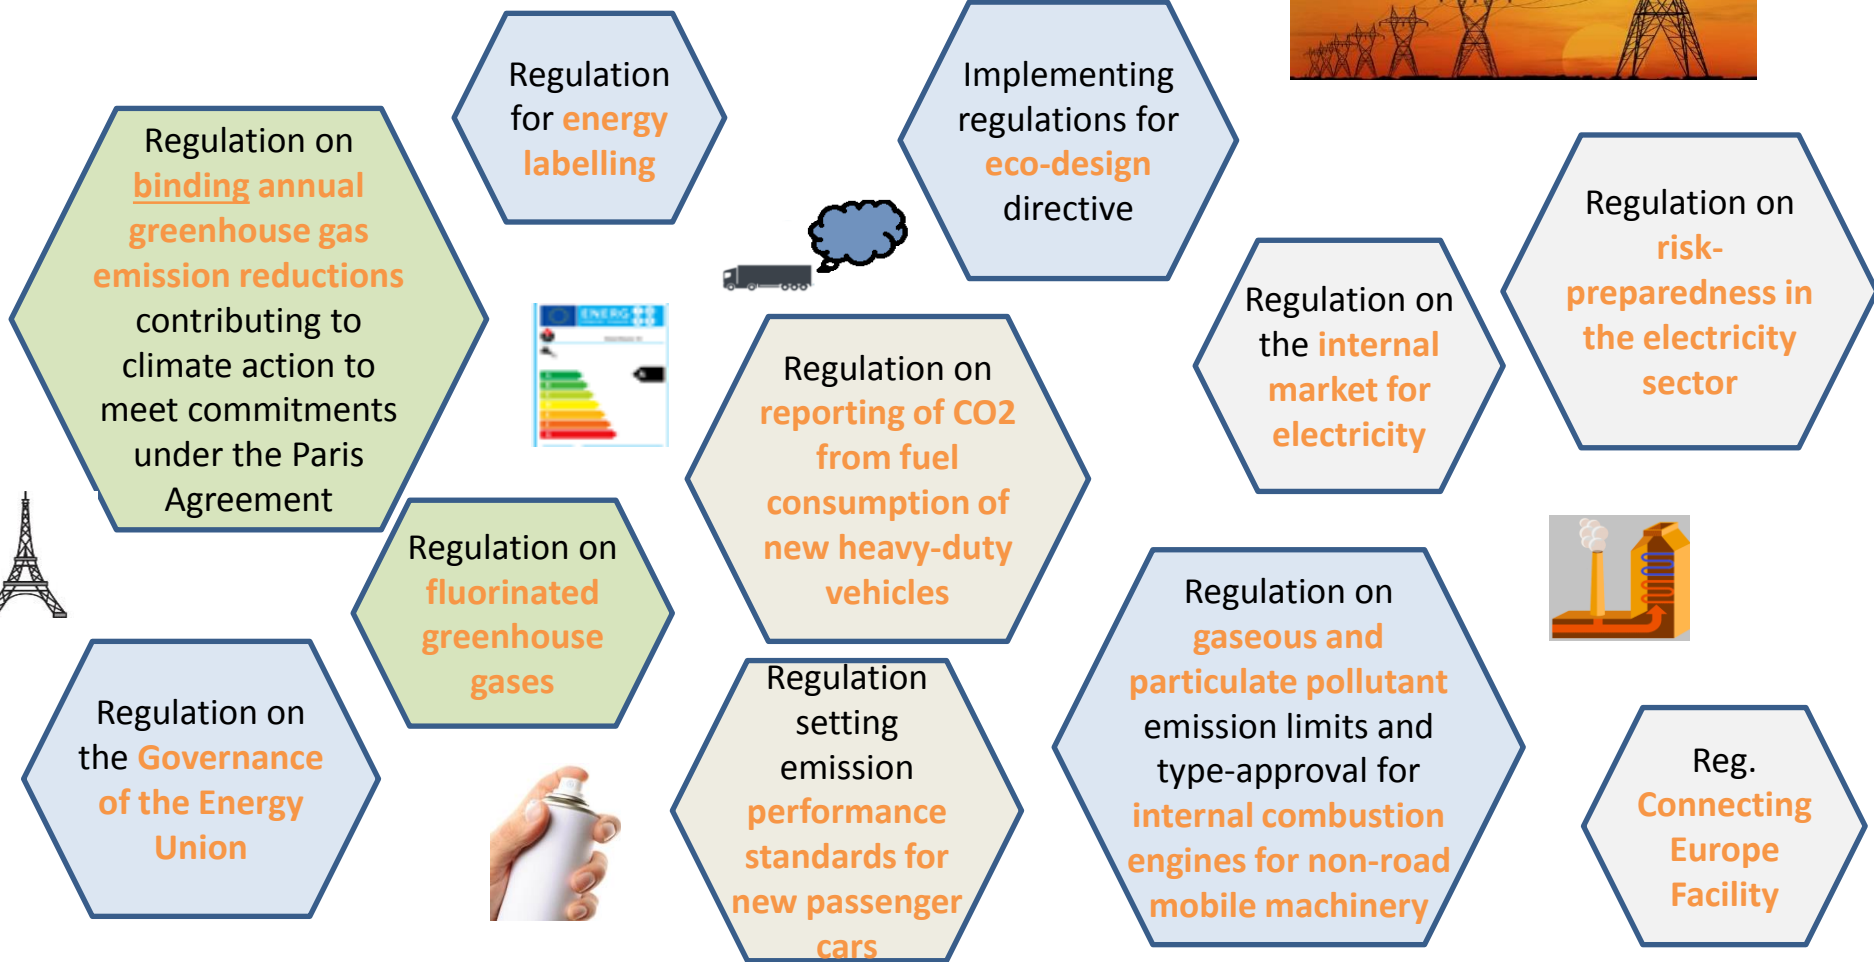 Regulation
for energy
labelling
Implementing
regulations for
eco-design
directive
Regulation on
binding annual
greenhouse gas
emission reductions
contributing to
climate action to
meet commitments
under the Paris
Agreement
Regulation on
risk-
preparedness in
the electricity
sector
Regulation on
the internal
market for
electricity
ENERG
Regulation on
reporting of CO2
from fuel
consumption of
new heavy-duty
vehicles
Regulation on
fluorinated
greenhouse
gases
Regulation on
gaseous and
particulate pollutant
emission limits and
type-approval for
internal combustion
engines for non-road
mobile machinery
Regulation on
the Governance
of the Energy
Union
Regulation
setting
emission
performance
standards for
new passenger
cars
Reg.
Connecting
Europe
Facility